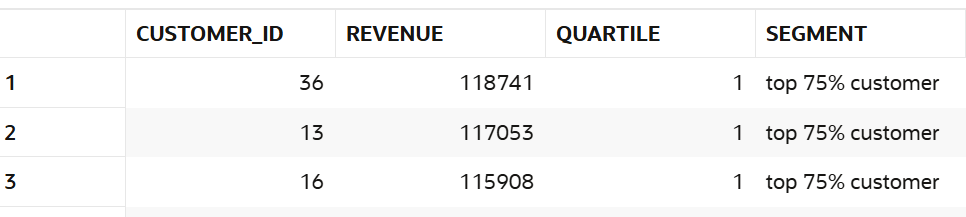 CUSTOMER_ID REVENUE QUARTILE SEGMENT
1 36 118741 1 top 75% customer
2 13 117053 1 top 75% customer
3 16 115908 1 top 75% customer